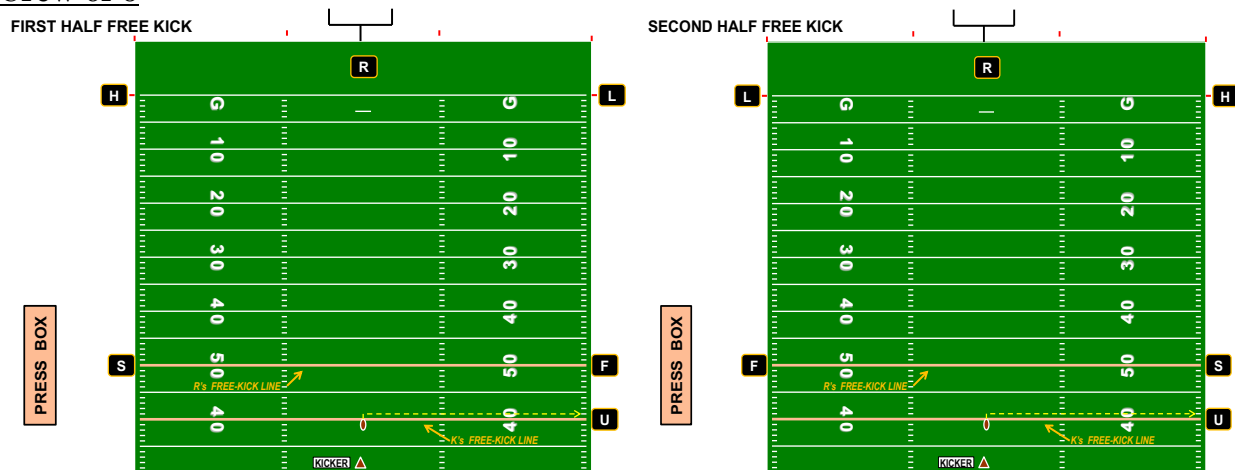 FIRST HALF FREE KICK
R
H
L
G G
10 10
20 20
30 30
40 40
PRESS BOX
S
50 50
F
R's FREE-KICK LINE
40 40
U
K's FREE-KICK LINE
KICKER
SECOND HALF FREE KICK
R
L
H
G G
10 10
20 20
30 30
40 40
PRESS BOX
F
50 50
S
R's FREE-KICK LINE
40 40
U
K's FREE-KICK LINE
KICKER